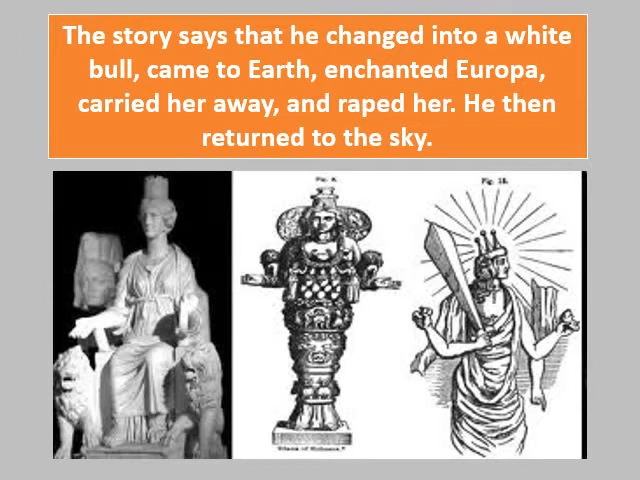 The story says that he changed into a white
bull, came to Earth, enchanted Europa,
carried her away, and raped her. He then
returned to the sky.